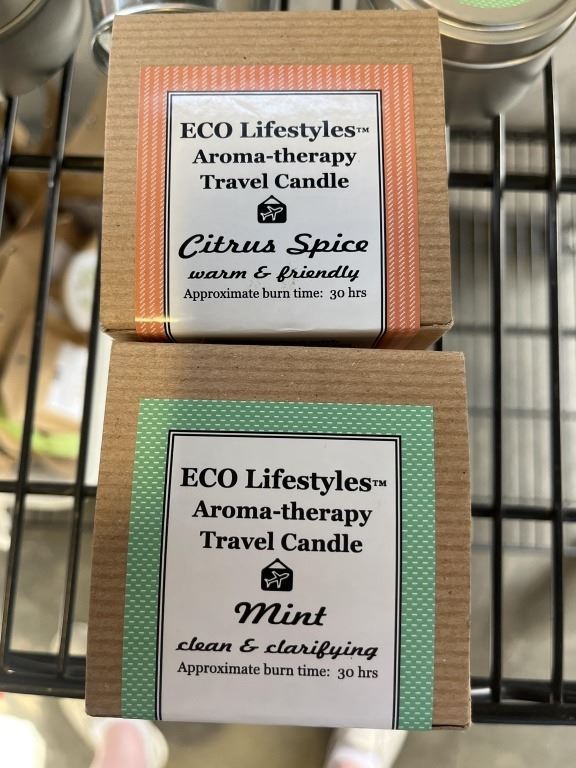 ECO Lifestyles™
Aroma-therapy
Travel Candle
Citrus Spice
warm & friendly
Approximate burn time: 30 hrs
ECO Lifestyles™
Aroma-therapy
Travel Candle
Mint
clean & clarifying
Approximate burn time: 30 hrs